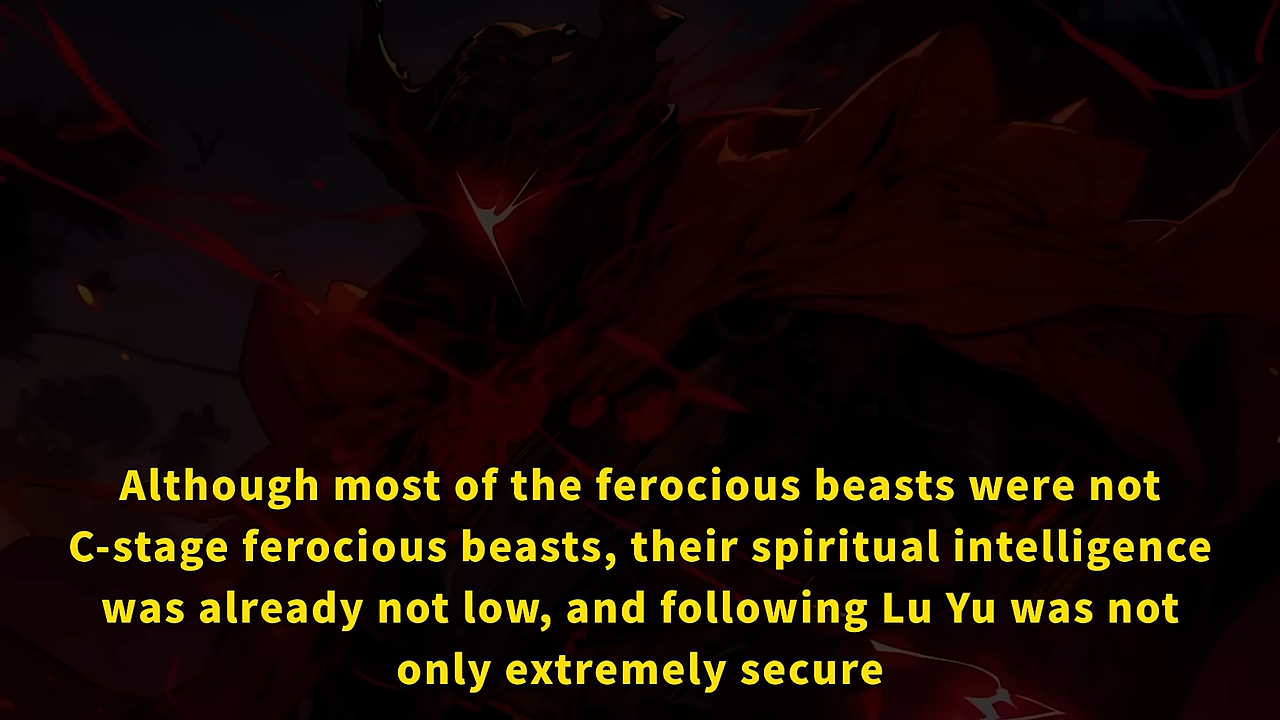 Although most of the ferocious beasts were not
C-stage ferocious beasts, their spiritual intelligence
was already not low, and following Lu Yu was not
only extremely secure